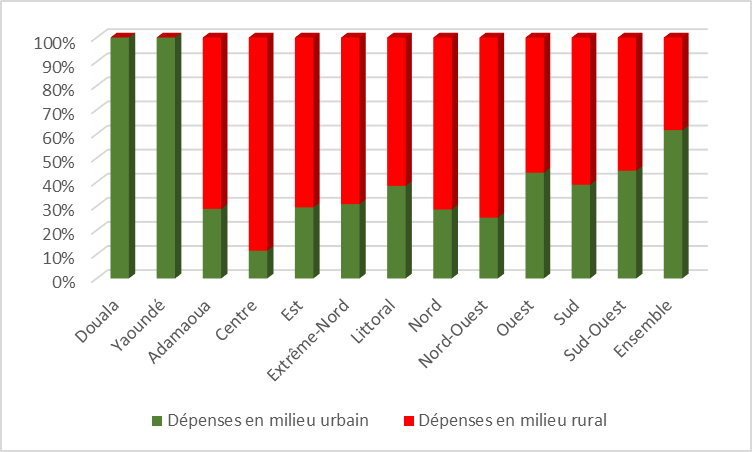 100%
90%
80%
70%
60%
50%
40%
30%
20%
10%
0%
Douala
Yaoundé
Adamaoua
Centre
Est
Extrême-Nord
Littoral
Nord
Nord-Ouest
Ouest
Sud
Sud-Ouest
Ensemble
Dépenses en milieu urbain Dépenses en milieu rural